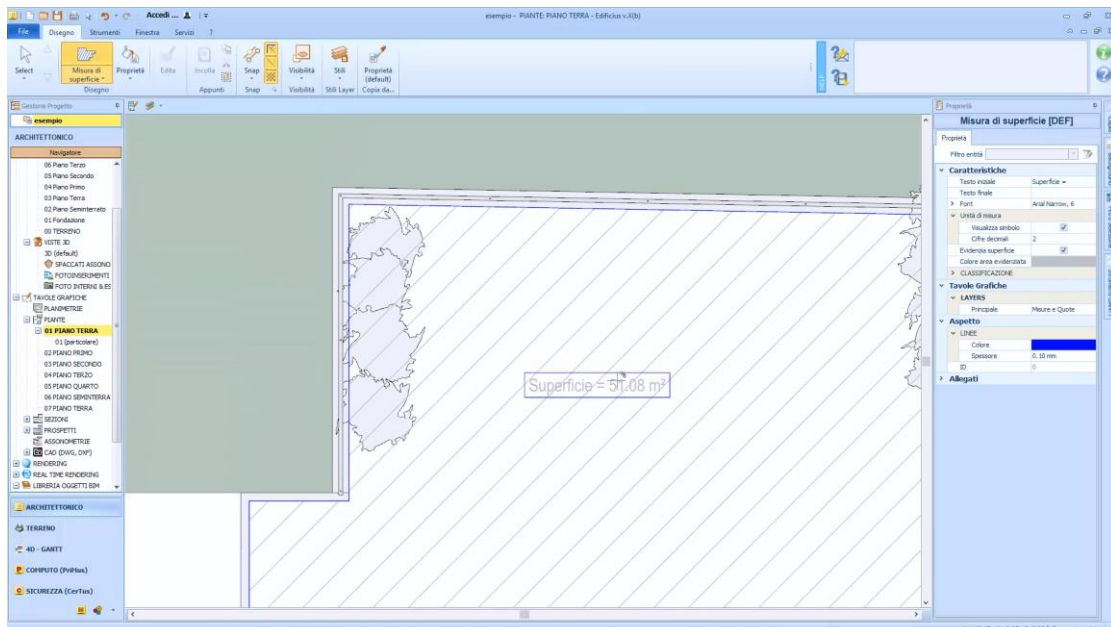 Accedi ...
esempio - PIANTE: PIANO TERRA - Edificius v.X(b)
File Disegno Strumenti Finestra Servizi ?
Select
Misura di superficie
Proprietà
Edita
Incolla
Snap
Visibilità
Stili
Proprietà (default)
Disegno Appunti Snap Visibilità Stili Layer Copia da...
Gestione Progetto
esempio
ARCHITETTONICO
Navigatore
06 Piano Terzo
05 Piano Secondo
04 Piano Primo
03 Piano Terra
02 Piano Seminterrato
01 Fondazione
00 TERRENO
VISTE 3D
3D (default)
SPACCATI ASSONO
FOTOINSERIMENTI
FOTO INTERNI & ES
TAVOLE GRAFICHE
PLANIMETRIE
PIANTE
01 PIANO TERRA
01 (particolare)
02 PIANO PRIMO
03 PIANO SECONDO
04 PIANO TERZO
05 PIANO QUARTO
06 PIANO SEMINTERRA
07 PIANO TERRA
SEZIONI
PROSPETTI
ASSONOMETRIE
CAD (DWG, DXF)
RENDERING
REAL TIME RENDERING
LIBRERIA OGGETTI BIM
ARCHITETTONICO
TERRENO
4D - GANTT
COMPUTO (PriMus)
SICUREZZA (CerTus)
Superficie = 51.08 m²
Proprietà
Misura di superficie [DEF]
Proprietà
Filtro entità
Caratteristiche
Testo iniziale Superficie =
Testo finale
Font Arial Narrow, 6
Unità di misura
Visualizza simbolo
Cifre decimali 2
Evidenzia superficie
Colore area evidenziata
CLASSIFICAZIONE
Tavole Grafiche
LAYERS
Principale Misure e Quote
Aspetto
LINEE
Colore
Spessore 0.10 mm
ID 0
Allegati